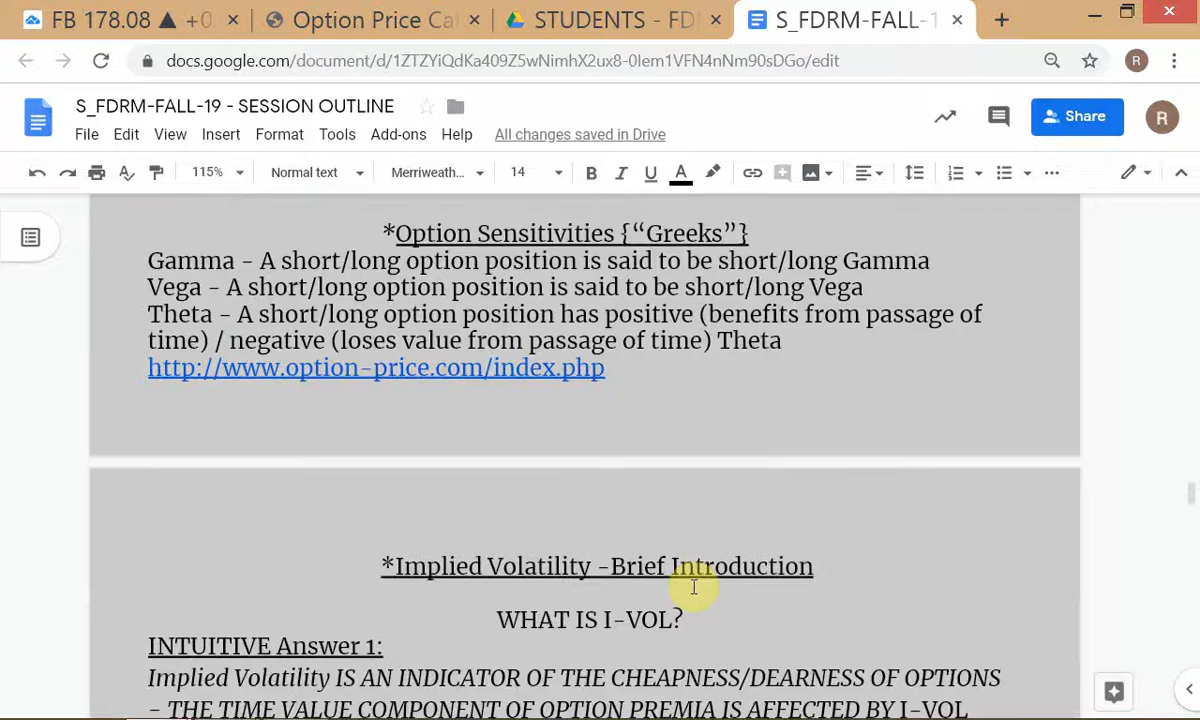 FB 178.08 ▲ +0
Option Price Ca
STUDENTS - FD
S_FDRM-FALL-1
docs.google.com/document/d/1ZTZYiQdKa409Z5wNimhX2ux8-0lem1VFN4nNm90sDGo/edit
R
S_FDRM-FALL-19 - SESSION OUTLINE
File Edit View Insert Format Tools Add-ons Help All changes saved in Drive
Share
R
115% Normal text Merriweath... 14 B I U A
*Option Sensitivities {“Greeks”}
Gamma - A short/long option position is said to be short/long Gamma
Vega - A short/long option position is said to be short/long Vega
Theta - A short/long option position has positive (benefits from passage of
time) / negative (loses value from passage of time) Theta
http://www.option-price.com/index.php
*Implied Volatility -Brief Introduction
WHAT IS I-VOL?
INTUITIVE Answer 1:
Implied Volatility IS AN INDICATOR OF THE CHEAPNESS/DEARNESS OF OPTIONS
- THE TIME VALUE COMPONENT OF OPTION PREMIA IS AFFECTED BY I-VOL